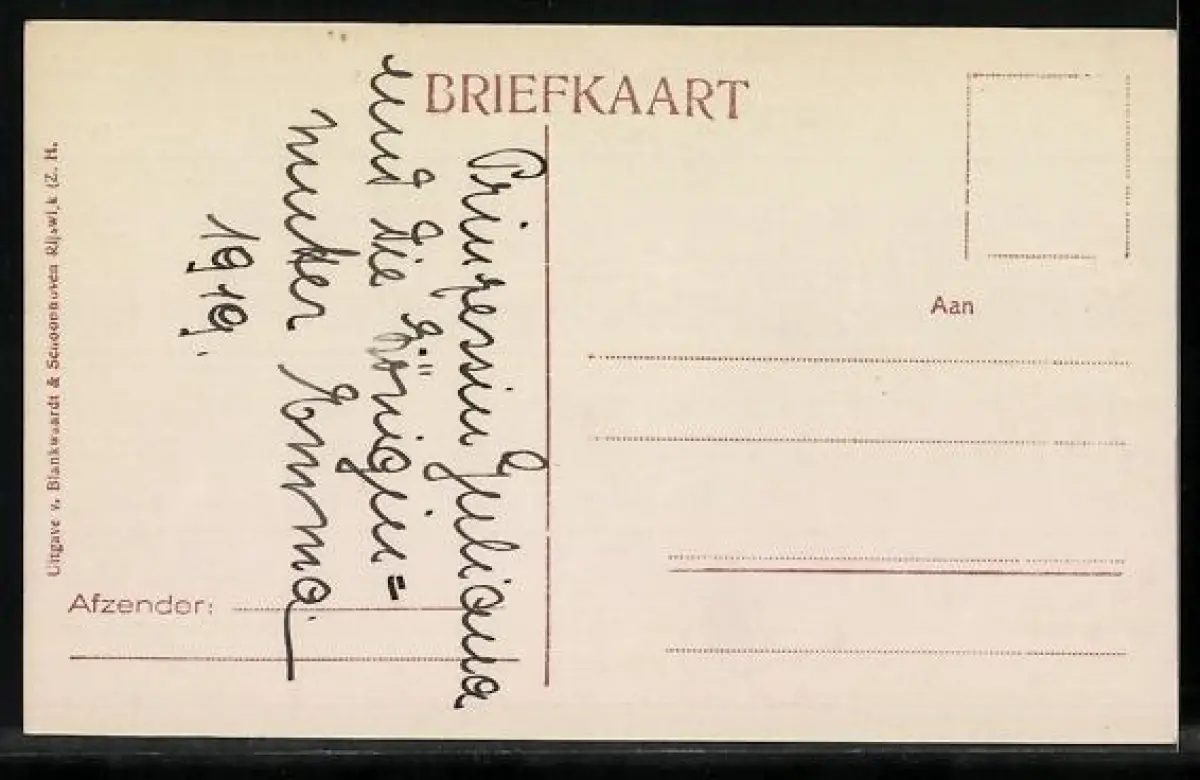 BRIEFKAART
Prinzessin Juliana
und die Königin=
mutter Emma.
1919.
Aan
Afzender:
Uitgave v. Blankwaardt & Schoonhoven Rijswijk (Z. H.